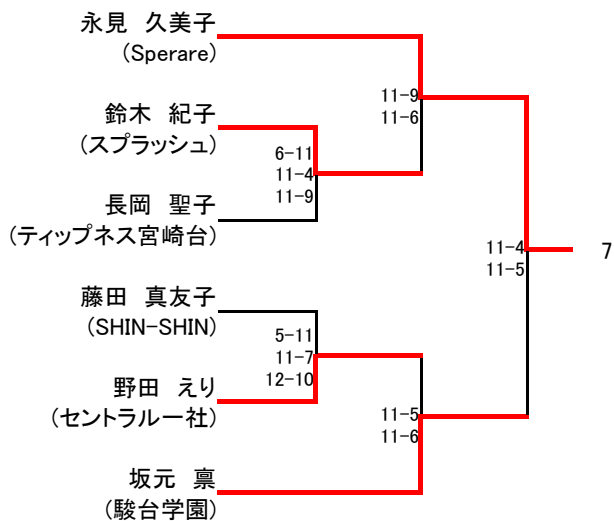 永見　久美子
(Sperare)
11-9
11-6
鈴木　紀子
(スプラッシュ)
6-11
11-4
11-9
長岡　聖子
(ティップネス宮崎台)
11-4
11-5
7
藤田　真友子
(SHIN-SHIN)
5-11
11-7
12-10
野田　えり
(セントラル一社)
11-5
11-6
坂元　禀
(駿台学園)